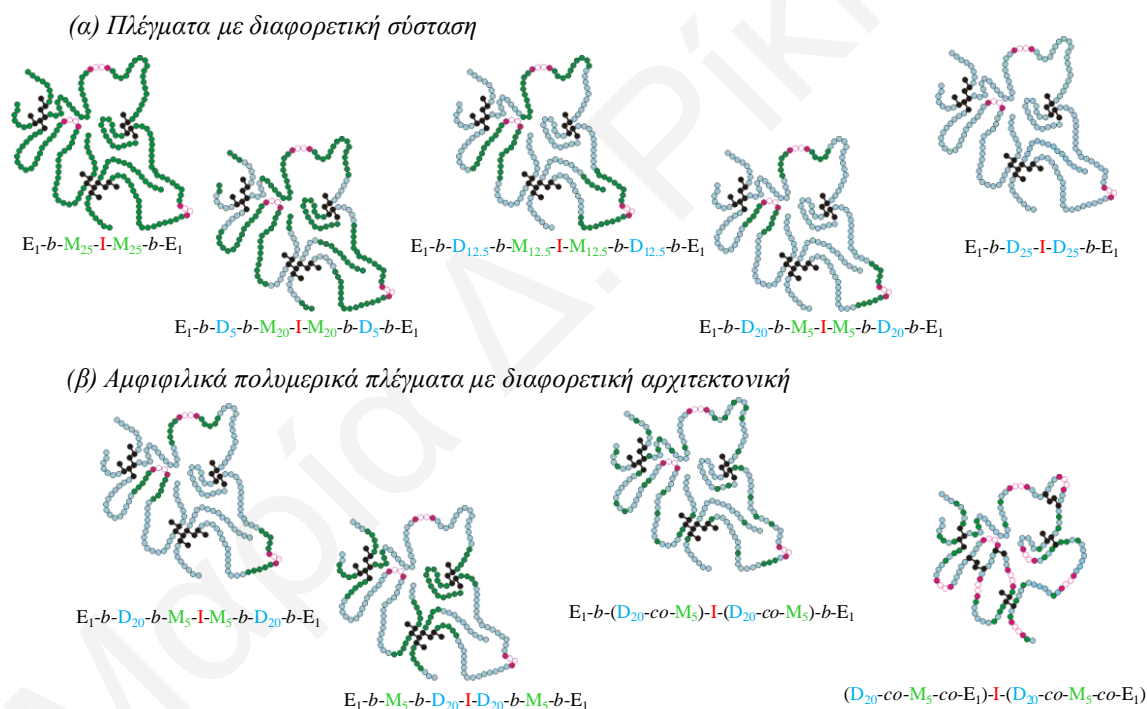 (α) Πλέγματα με διαφορετική σύσταση
E1-b-M25-I-M25-b-E1
E1-b-D12.5-b-M12.5-I-M12.5-b-D12.5-b-E1
E1-b-D25-I-D25-b-E1
E1-b-D5-b-M20-I-M20-b-D5-b-E1
E1-b-D20-b-M5-I-M5-b-D20-b-E1
(β) Αμφιφιλικά πολυμερικά πλέγματα με διαφορετική αρχιτεκτονική
E1-b-D20-b-M5-I-M5-b-D20-b-E1
E1-b-(D20-co-M5)-I-(D20-co-M5)-b-E1
E1-b-M5-b-D20-I-D20-b-M5-b-E1
(D20-co-M5-co-E1)-I-(D20-co-M5-co-E1)
Μαρία Δ. Ρίκκ